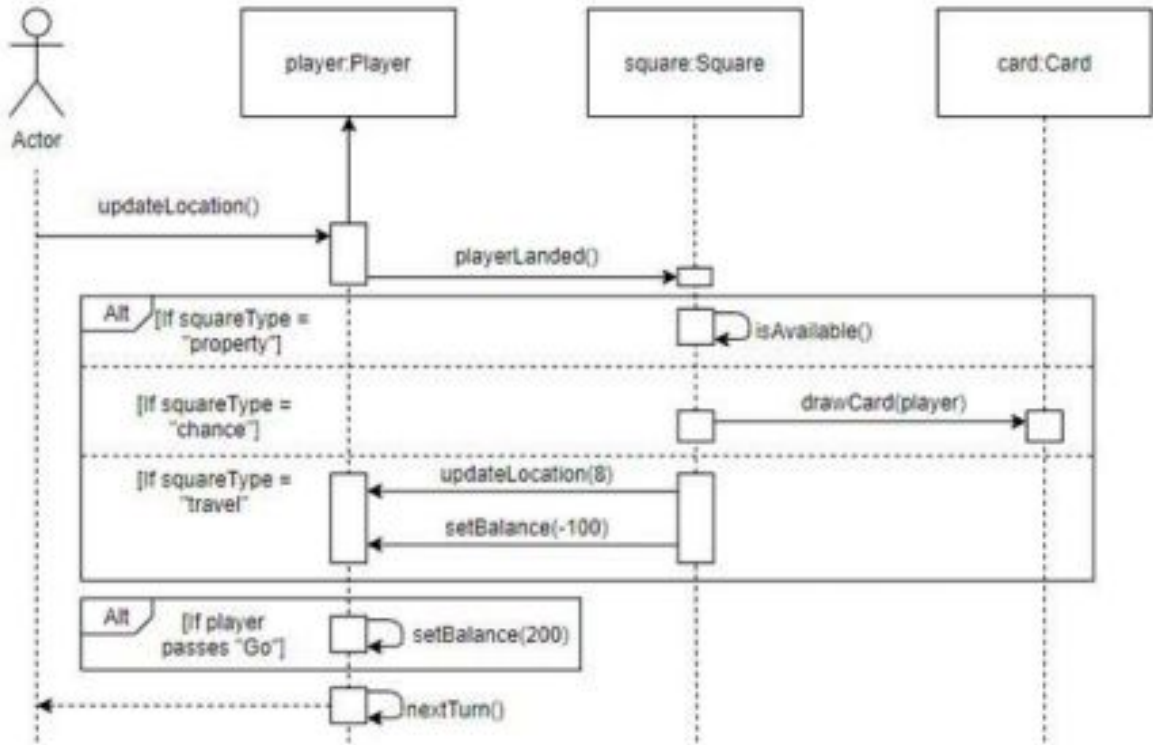 player:Player
square:Square
card:Card
Actor
updateLocation()
playerLanded()
Alt
[If squareType =
"property"]
isAvailable()
[If squareType =
"chance"]
drawCard(player)
[If squareType =
"travel"
updateLocation(8)
setBalance(-100)
Alt
[If player
passes "Go"]
setBalance(200)
nextTurn()